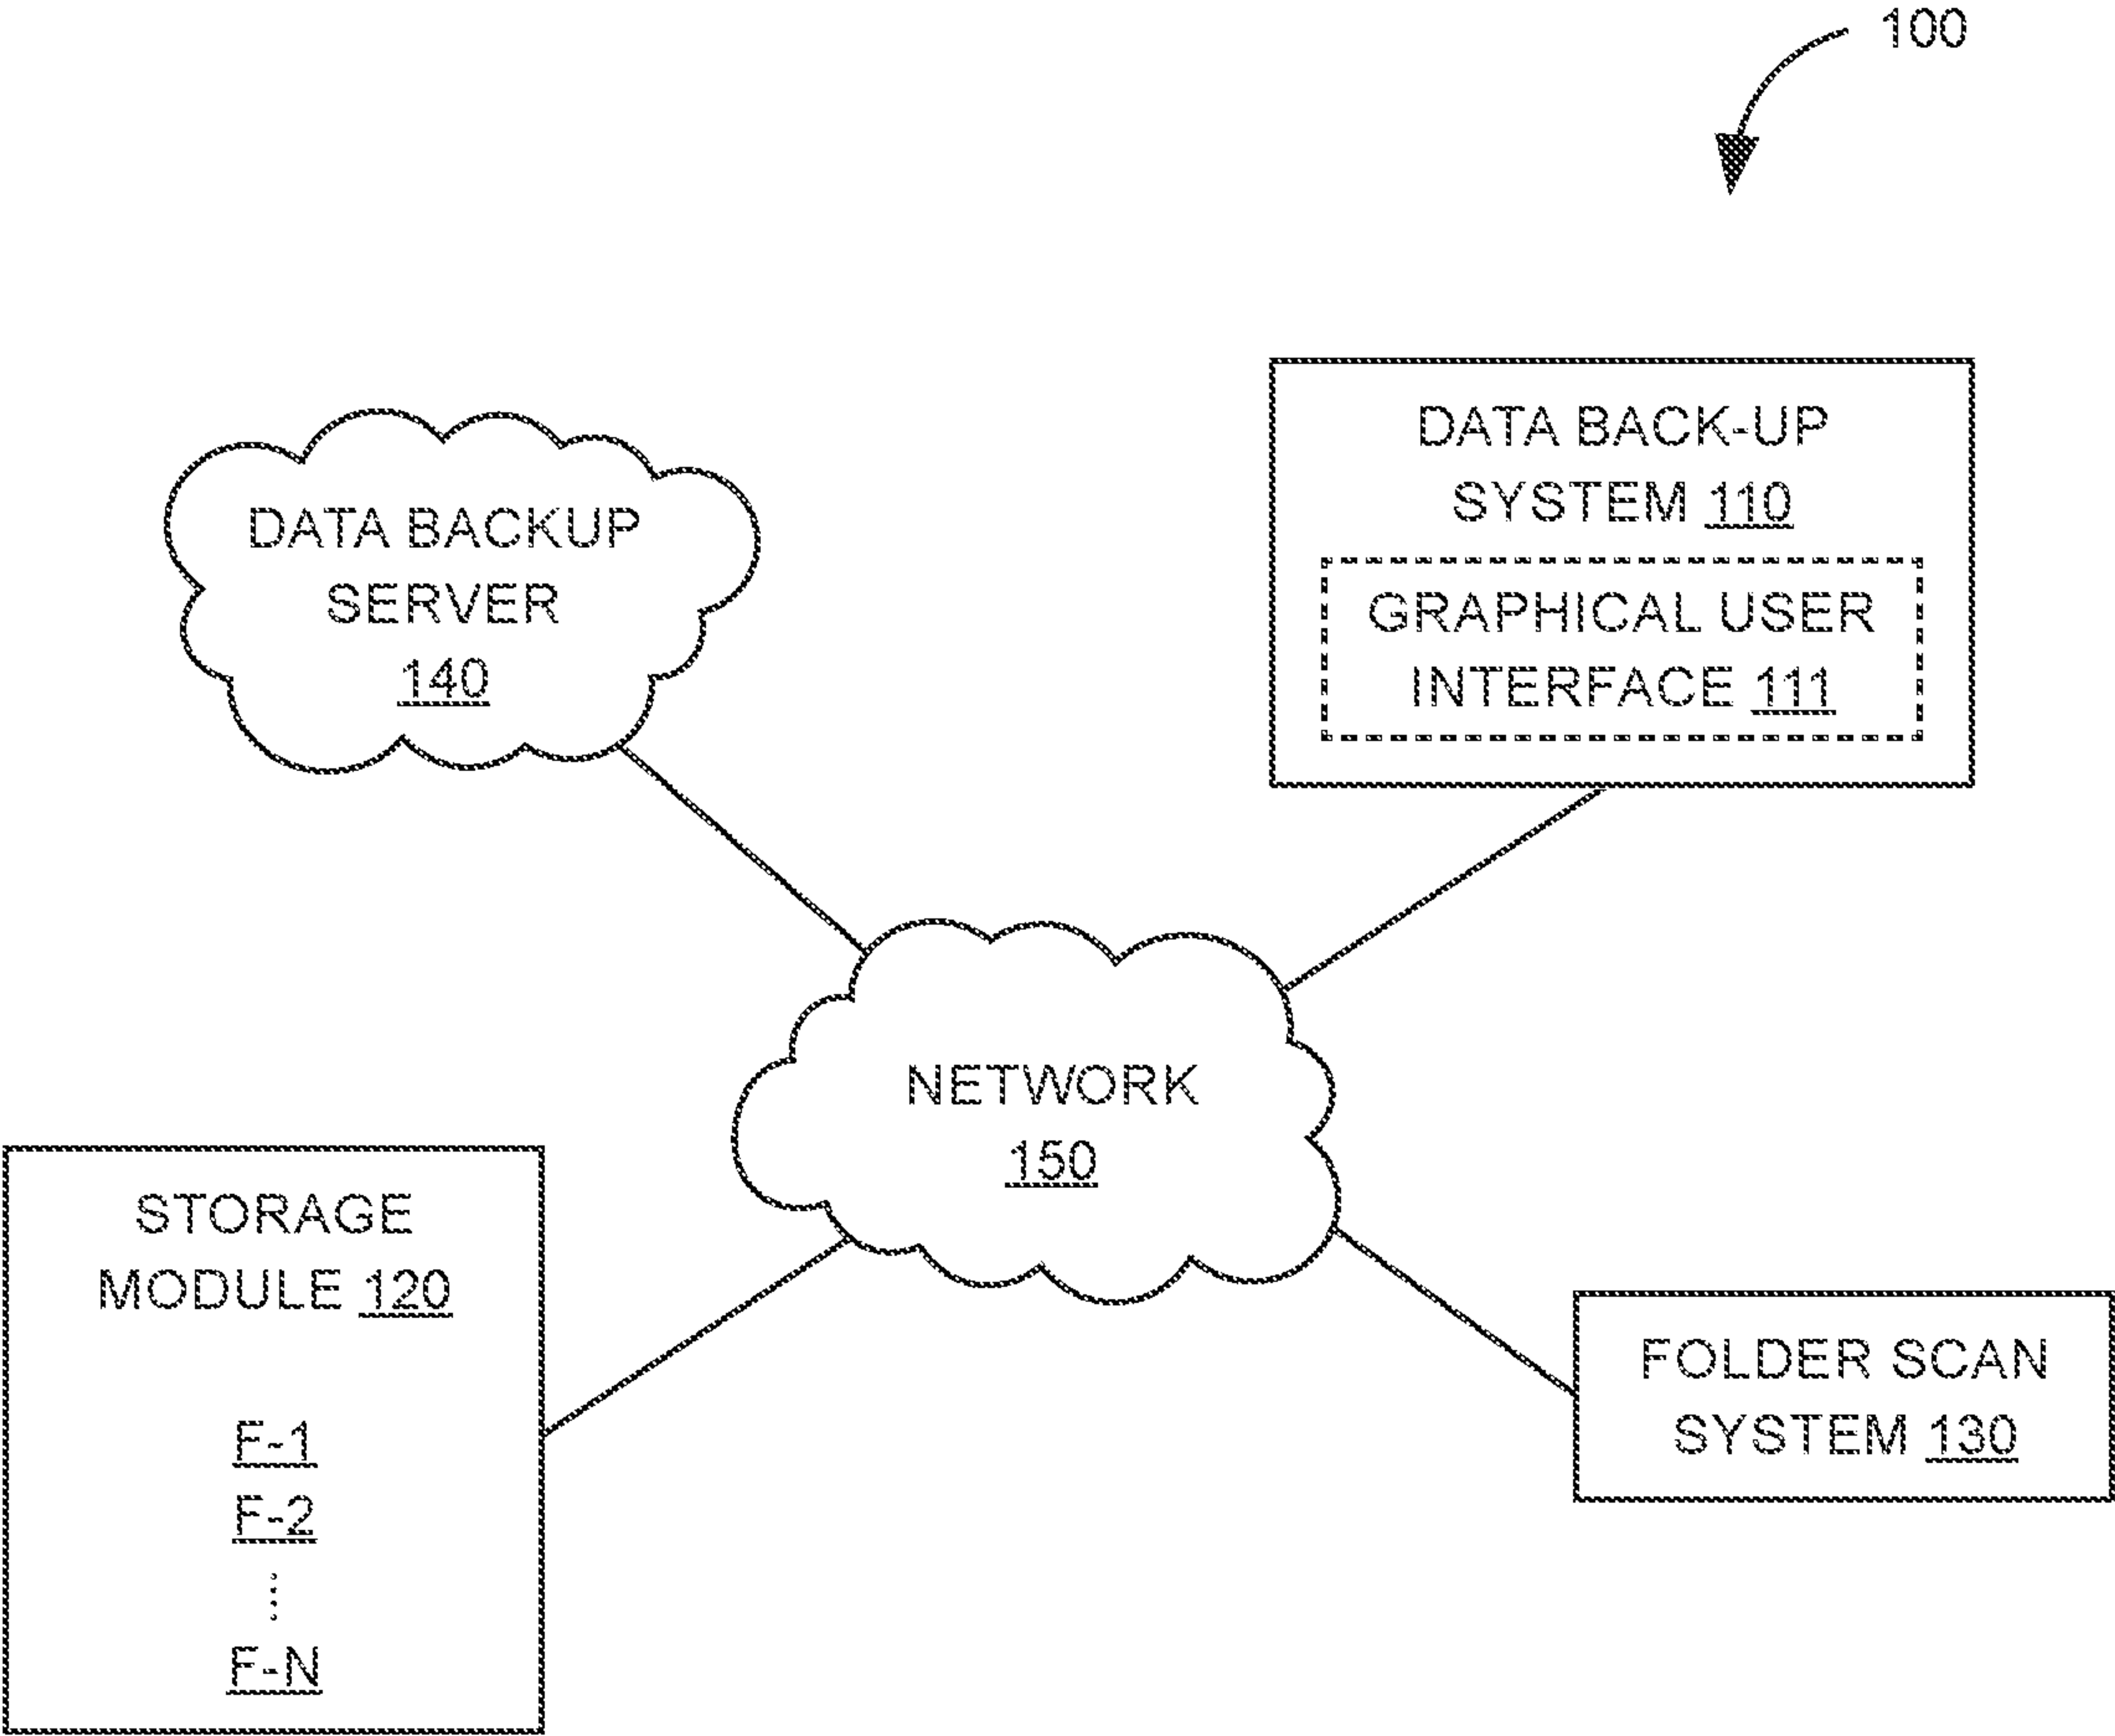 100
DATA BACK-UP
SYSTEM 110
GRAPHICAL USER
INTERFACE 111
DATA BACKUP
SERVER
140
NETWORK
150
STORAGE
MODULE 120
F-1
F-2
⋮
F-N
FOLDER SCAN
SYSTEM 130